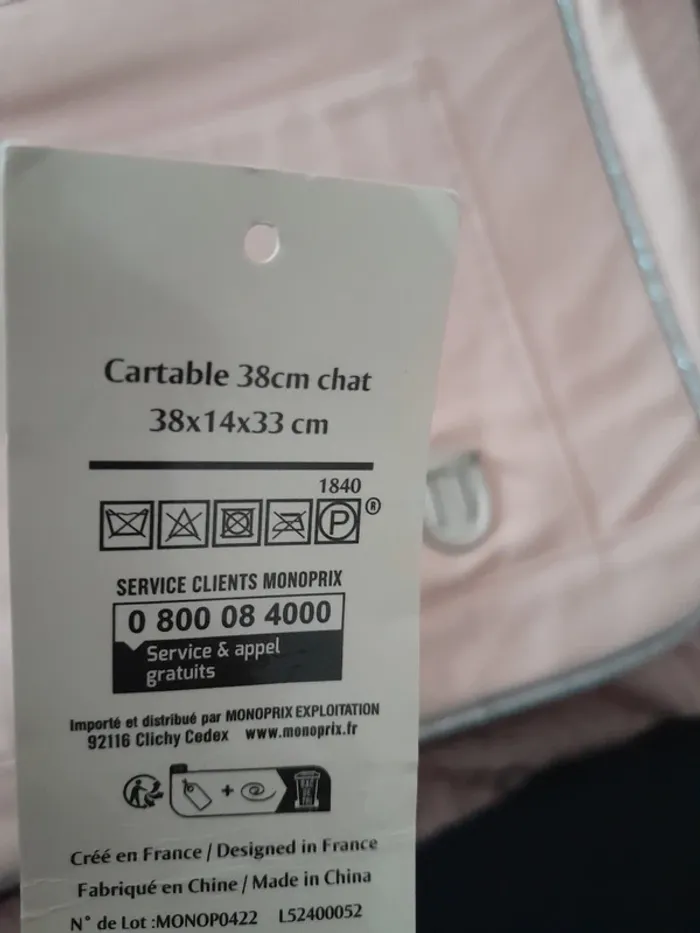 Cartable 38cm chat
38x14x33 cm
1840
P ®
SERVICE CLIENTS MONOPRIX
0 800 08 4000
Service & appel
gratuits
Importé et distribué par MONOPRIX EXPLOITATION
92116 Clichy Cedex www.monoprix.fr
+
Créé en France / Designed in France
Fabriqué en Chine / Made in China
N° de Lot :MONOP0422 L52400052